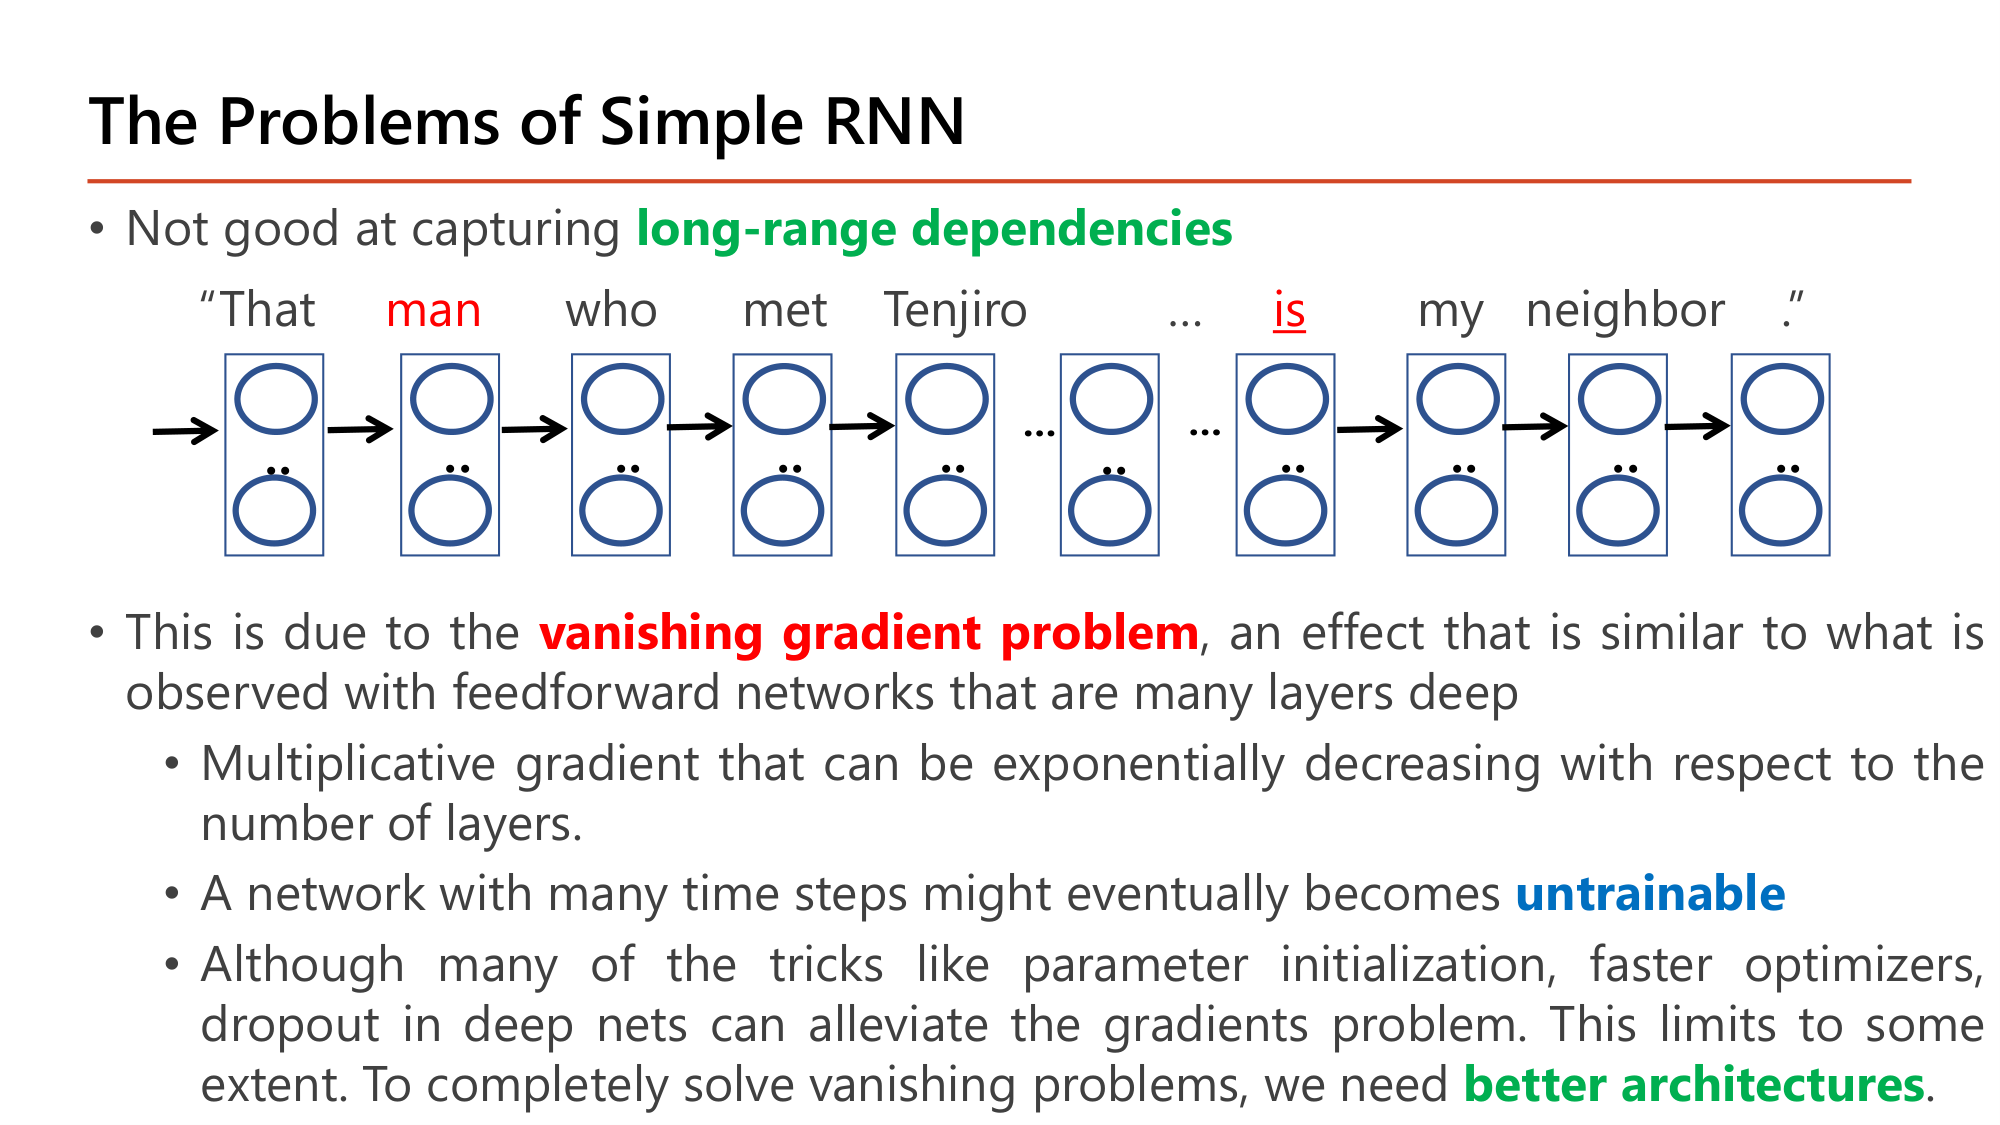 The Problems of Simple RNN
• Not good at capturing long-range dependencies
“That man who met Tenjiro … is my neighbor .”
... ...
• This is due to the vanishing gradient problem, an effect that is similar to what is
observed with feedforward networks that are many layers deep
• Multiplicative gradient that can be exponentially decreasing with respect to the
number of layers.
• A network with many time steps might eventually becomes untrainable
• Although many of the tricks like parameter initialization, faster optimizers,
dropout in deep nets can alleviate the gradients problem. This limits to some
extent. To completely solve vanishing problems, we need better architectures.